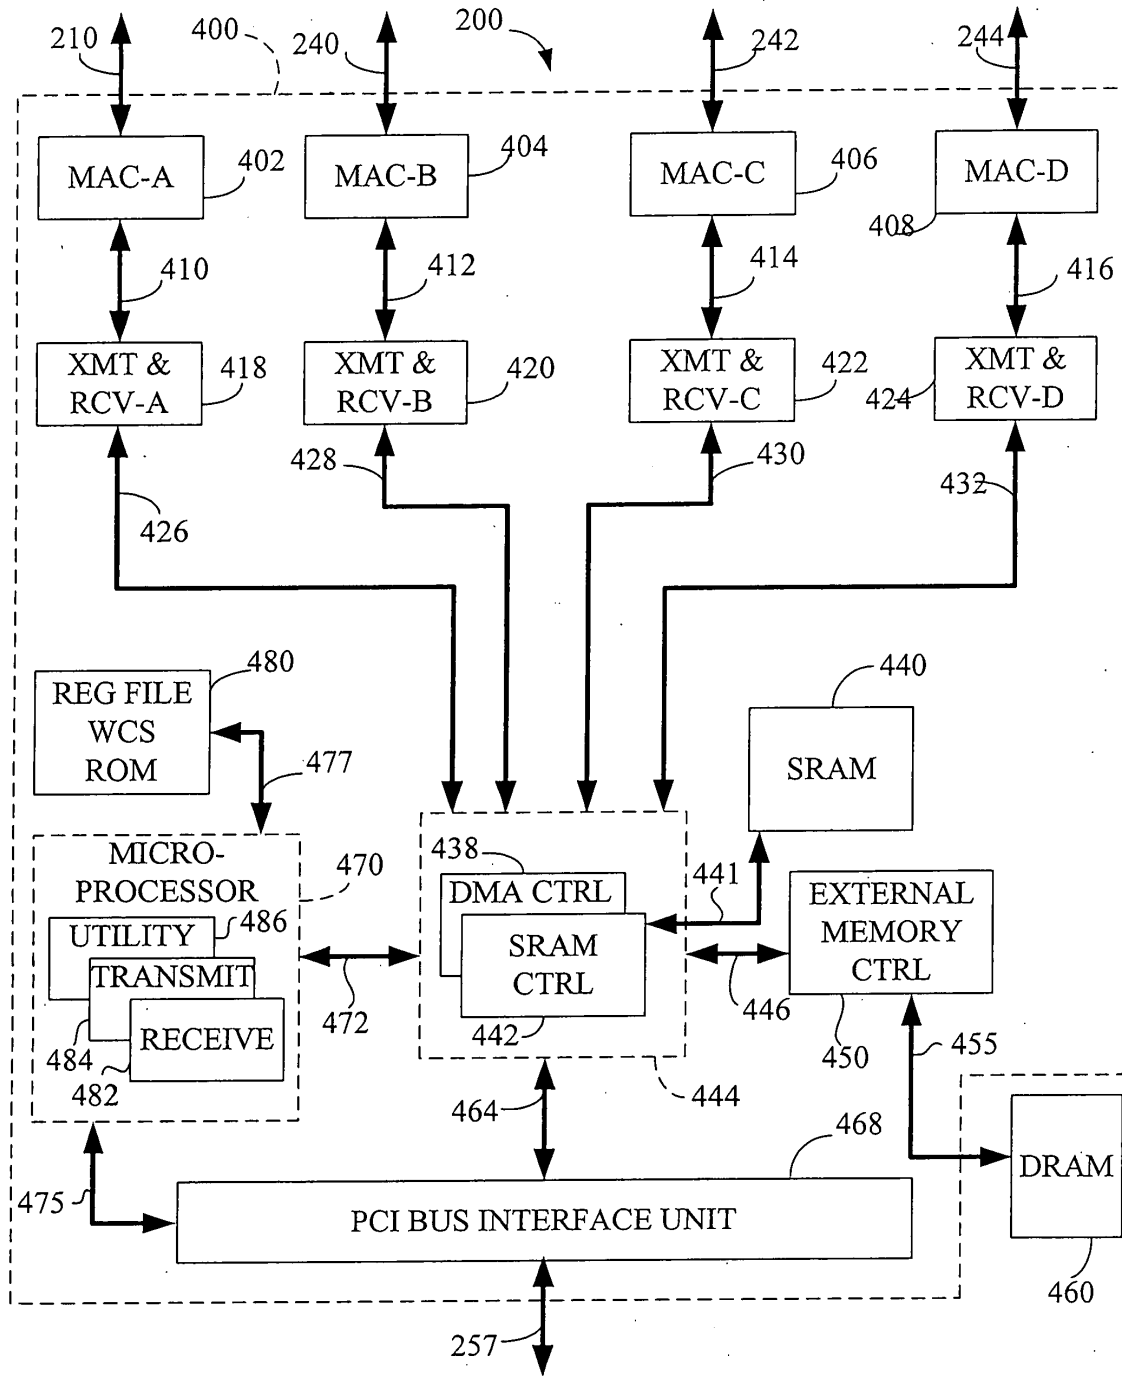 210
400
240
200
242
244
MAC-A
402
MAC-B
404
MAC-C
406
MAC-D
408
410
412
414
416
XMT &
RCV-A
418
XMT &
RCV-B
420
XMT &
RCV-C
422
XMT &
RCV-D
424
426
428
430
432
REG FILE
WCS
ROM
480
477
440
SRAM
MICRO-
PROCESSOR
470
UTILITY
486
TRANSMIT
484
RECEIVE
482
472
438
DMA CTRL
SRAM
CTRL
442
441
444
446
EXTERNAL
MEMORY
CTRL
450
455
464
468
475
PCI BUS INTERFACE UNIT
DRAM
460
257